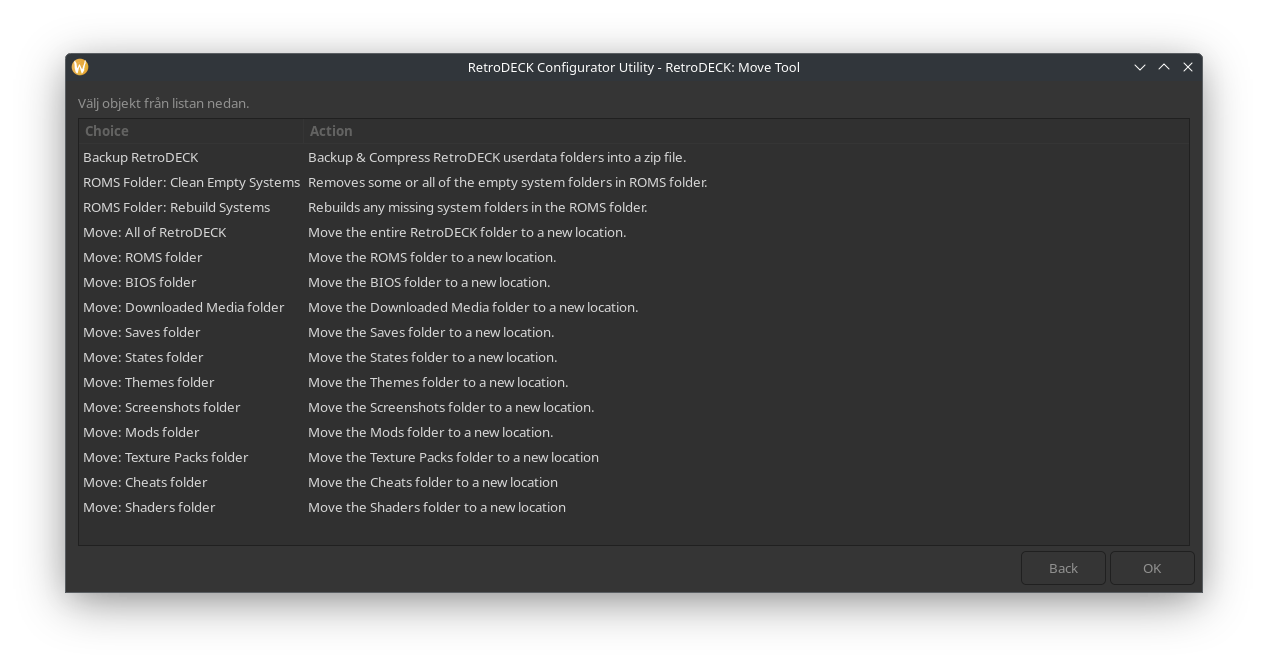 RetroDECK Configurator Utility - RetroDECK: Move Tool
Välj objekt från listan nedan.
Choice Action
Backup RetroDECK Backup & Compress RetroDECK userdata folders into a zip file.
ROMS Folder: Clean Empty Systems Removes some or all of the empty system folders in ROMS folder.
ROMS Folder: Rebuild Systems Rebuilds any missing system folders in the ROMS folder.
Move: All of RetroDECK Move the entire RetroDECK folder to a new location.
Move: ROMS folder Move the ROMS folder to a new location.
Move: BIOS folder Move the BIOS folder to a new location.
Move: Downloaded Media folder Move the Downloaded Media folder to a new location.
Move: Saves folder Move the Saves folder to a new location.
Move: States folder Move the States folder to a new location.
Move: Themes folder Move the Themes folder to a new location.
Move: Screenshots folder Move the Screenshots folder to a new location.
Move: Mods folder Move the Mods folder to a new location.
Move: Texture Packs folder Move the Texture Packs folder to a new location
Move: Cheats folder Move the Cheats folder to a new location
Move: Shaders folder Move the Shaders folder to a new location
Back OK